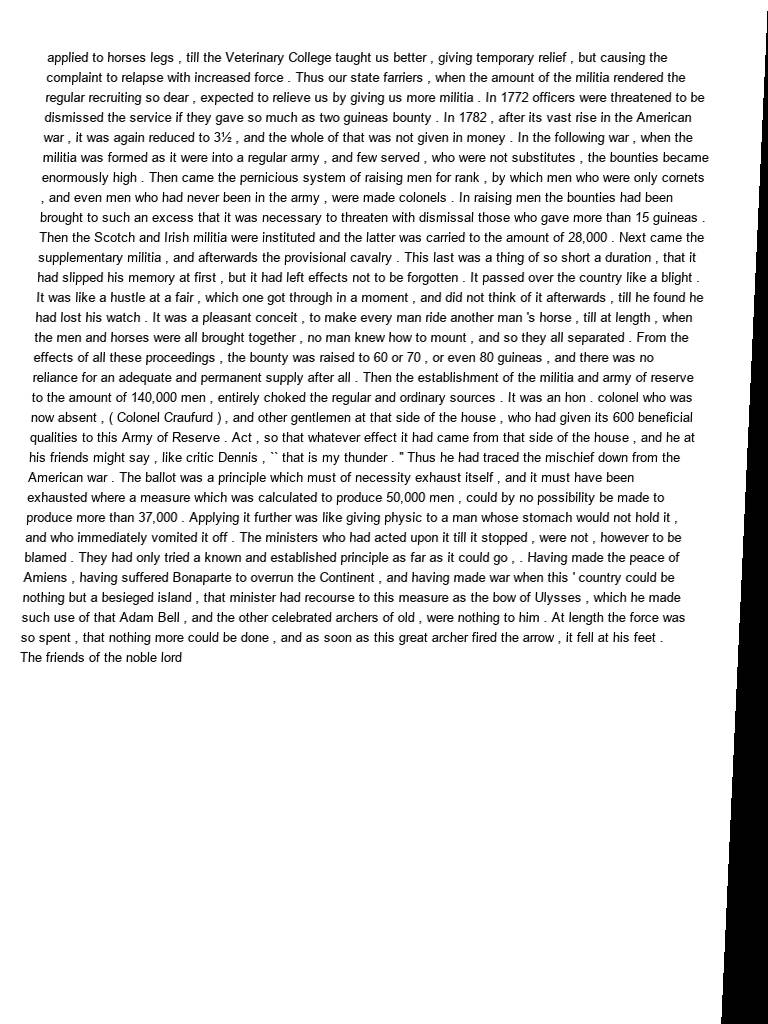 applied to horses legs , till the Veterinary College taught us better , giving temporary relief , but causing the
complaint to relapse with increased force . Thus our state farriers , when the amount of the militia rendered the
regular recruiting so dear , expected to relieve us by giving us more militia . In 1772 officers were threatened to be
dismissed the service if they gave so much as two guineas bounty . In 1782 , after its vast rise in the American
war , it was again reduced to 3½ , and the whole of that was not given in money . In the following war , when the
militia was formed as it were into a regular army , and few served , who were not substitutes , the bounties became
enormously high . Then came the pernicious system of raising men for rank , by which men who were only cornets
, and even men who had never been in the army , were made colonels . In raising men the bounties had been
brought to such an excess that it was necessary to threaten with dismissal those who gave more than 15 guineas .
Then the Scotch and Irish militia were instituted and the latter was carried to the amount of 28,000 . Next came the
supplementary militia , and afterwards the provisional cavalry . This last was a thing of so short a duration , that it
had slipped his memory at first , but it had left effects not to be forgotten . It passed over the country like a blight .
It was like a hustle at a fair , which one got through in a moment , and did not think of it afterwards , till he found he
had lost his watch . It was a pleasant conceit , to make every man ride another man 's horse , till at length , when
the men and horses were all brought together , no man knew how to mount , and so they all separated . From the
effects of all these proceedings , the bounty was raised to 60 or 70 , or even 80 guineas , and there was no
reliance for an adequate and permanent supply after all . Then the establishment of the militia and army of reserve
to the amount of 140,000 men , entirely choked the regular and ordinary sources . It was an hon . colonel who was
now absent , ( Colonel Craufurd ) , and other gentlemen at that side of the house , who had given its 600 beneficial
qualities to this Army of Reserve . Act , so that whatever effect it had came from that side of the house , and he at
his friends might say , like critic Dennis , `` that is my thunder . '' Thus he had traced the mischief down from the
American war . The ballot was a principle which must of necessity exhaust itself , and it must have been
exhausted where a measure which was calculated to produce 50,000 men , could by no possibility be made to
produce more than 37,000 . Applying it further was like giving physic to a man whose stomach would not hold it ,
and who immediately vomited it off . The ministers who had acted upon it till it stopped , were not , however to be
blamed . They had only tried a known and established principle as far as it could go , . Having made the peace of
Amiens , having suffered Bonaparte to overrun the Continent , and having made war when this ' country could be
nothing but a besieged island , that minister had recourse to this measure as the bow of Ulysses , which he made
such use of that Adam Bell , and the other celebrated archers of old , were nothing to him . At length the force was
so spent , that nothing more could be done , and as soon as this great archer fired the arrow , it fell at his feet .
The friends of the noble lord